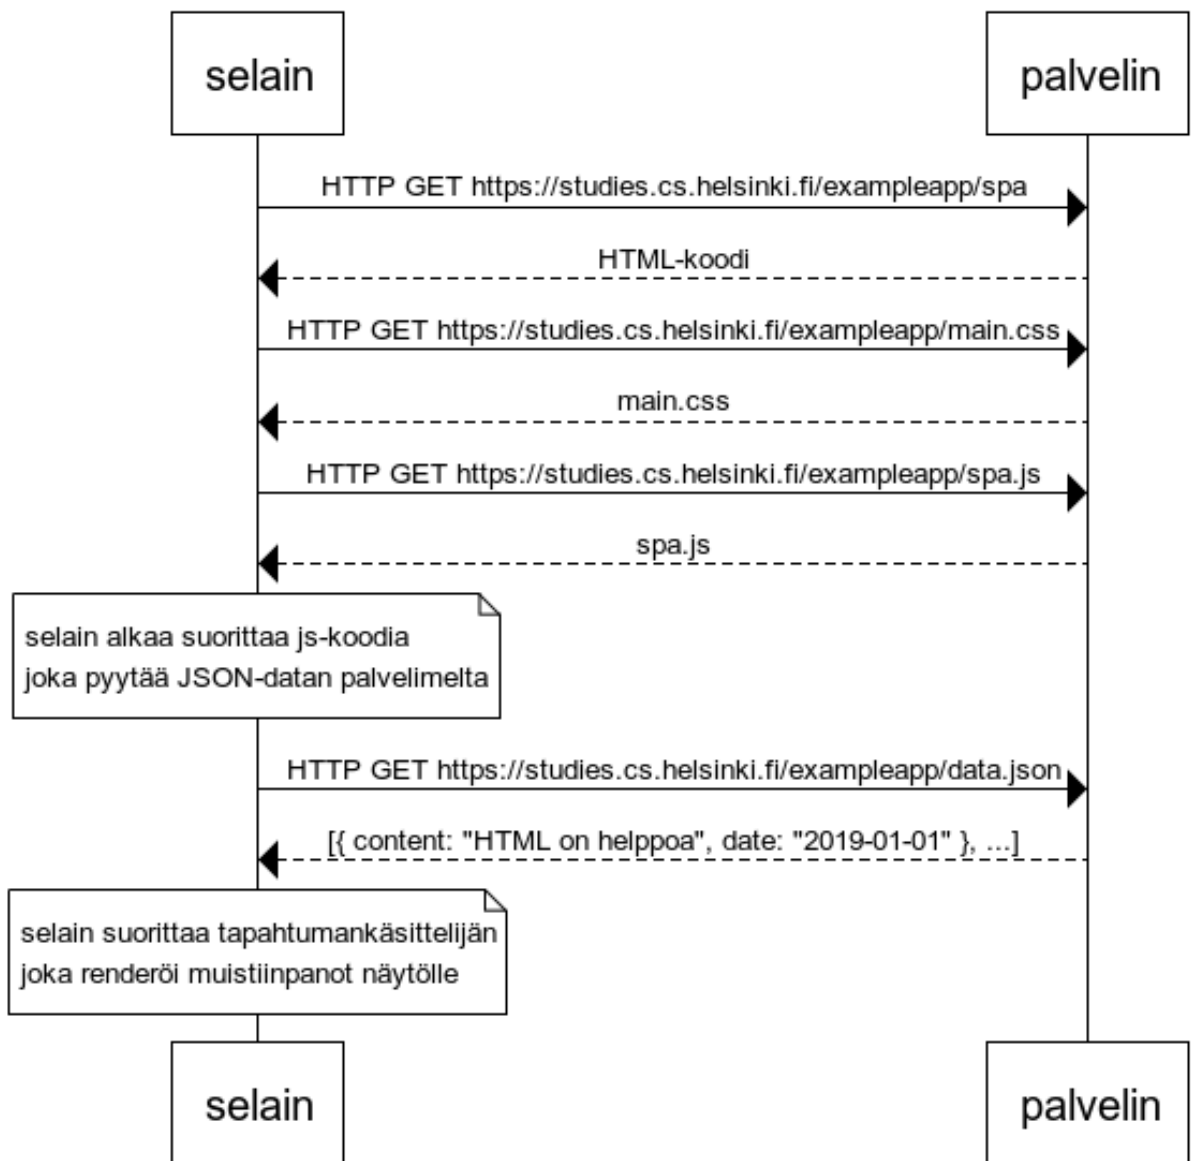 selain
palvelin
HTTP GET https://studies.cs.helsinki.fi/exampleapp/spa
HTML-koodi
HTTP GET https://studies.cs.helsinki.fi/exampleapp/main.css
main.css
HTTP GET https://studies.cs.helsinki.fi/exampleapp/spa.js
spa.js
selain alkaa suorittaa js-koodia
joka pyytää JSON-datan palvelimelta
HTTP GET https://studies.cs.helsinki.fi/exampleapp/data.json
[{ content: "HTML on helppoa", date: "2019-01-01" }, ...]
selain suorittaa tapahtumankäsittelijän
joka renderöi muistiinpanot näytölle
selain
palvelin